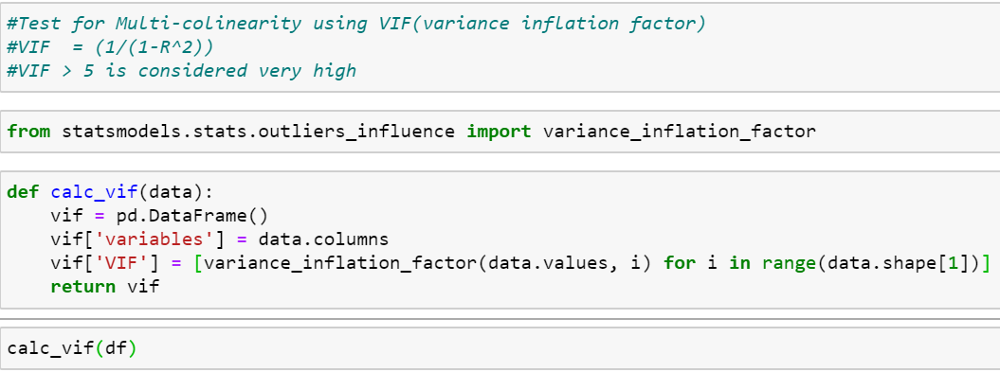 #Test for Multi-colinearity using VIF(variance inflation factor)
#VIF  = (1/(1-R^2))
#VIF > 5 is considered very high
from statsmodels.stats.outliers_influence import variance_inflation_factor
def calc_vif(data):
    vif = pd.DataFrame()
    vif['variables'] = data.columns
    vif['VIF'] = [variance_inflation_factor(data.values, i) for i in range(data.shape[1])]
    return vif
calc_vif(df)